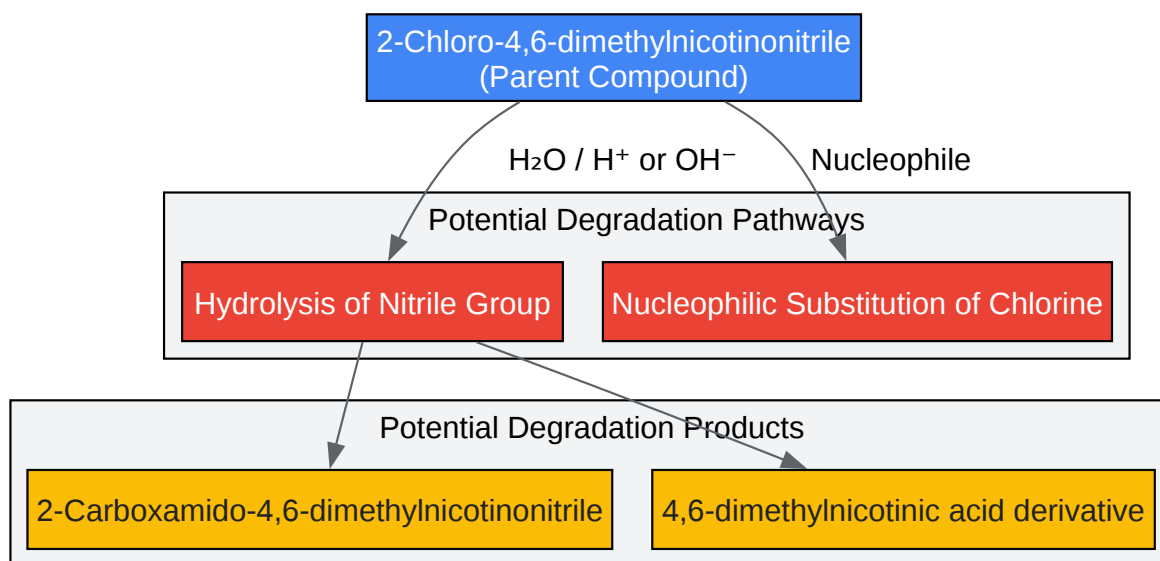 2-Chloro-4,6-dimethylnicotinonitrile
(Parent Compound)
H₂O / H⁺ or OH⁻
Nucleophile
Potential Degradation Pathways
Hydrolysis of Nitrile Group
Nucleophilic Substitution of Chlorine
Potential Degradation Products
2-Carboxamido-4,6-dimethylnicotinonitrile
4,6-dimethylnicotinic acid derivative